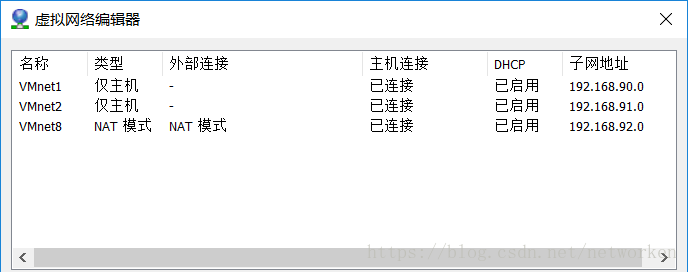 虚拟网络编辑器
名称 类型 外部连接 主机连接 DHCP 子网地址
VMnet1 仅主机 - 已连接 已启用 192.168.90.0
VMnet2 仅主机 - 已连接 已启用 192.168.91.0
VMnet8 NAT 模式 NAT 模式 已连接 已启用 192.168.92.0
https://blog.csdn.net/networken